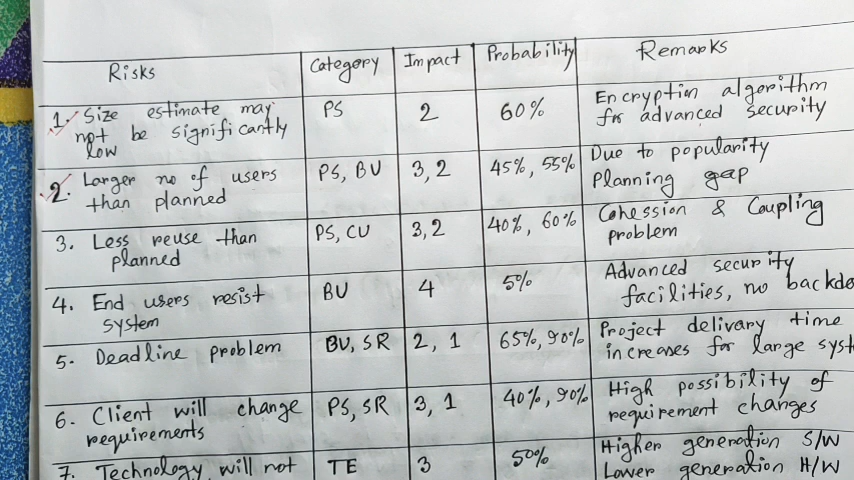 Risks Category Impact Probability Remarks
1. Size estimate may PS 2 60% Encryption algorithm
not be significantly for advanced security
low
2. Larger no of users PS, BU 3, 2 45%, 55% Due to popularity
than planned Planning gap
3. Less reuse than PS, CU 3, 2 40%, 60% Cohession & Coupling
planned problem
4. End users resist BU 4 5% Advanced security
system facilities, no backdo
5. Deadline problem BU, SR 2, 1 65%, 90% Project delivary time
increases for large syst
6. Client will change PS, SR 3, 1 40%, 90% High possibility of
requirements requirement changes
7. Technology will not TE 3 50% Higher generation S/W
Lower generation H/W